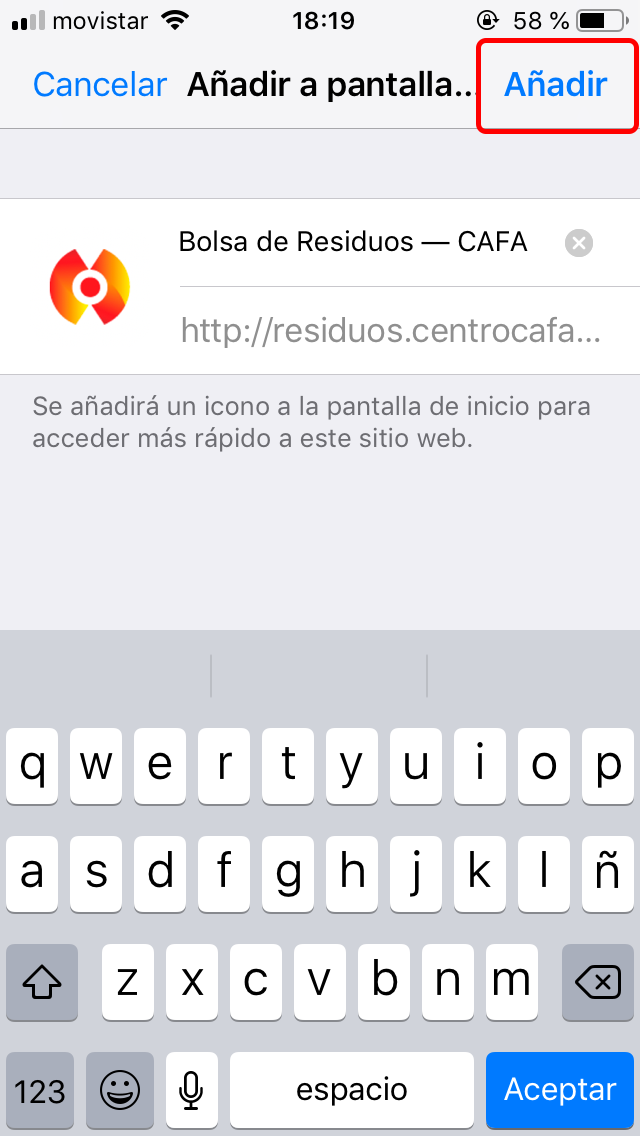 movistar 18:19 58 %
Cancelar Añadir a pantalla... Añadir
Bolsa de Residuos — CAFA
http://residuos.centrocafa...
Se añadirá un icono a la pantalla de inicio para
acceder más rápido a este sitio web.
q w e r t y u i o p
a s d f g h j k l ñ
z x c v b n m
123 espacio Aceptar